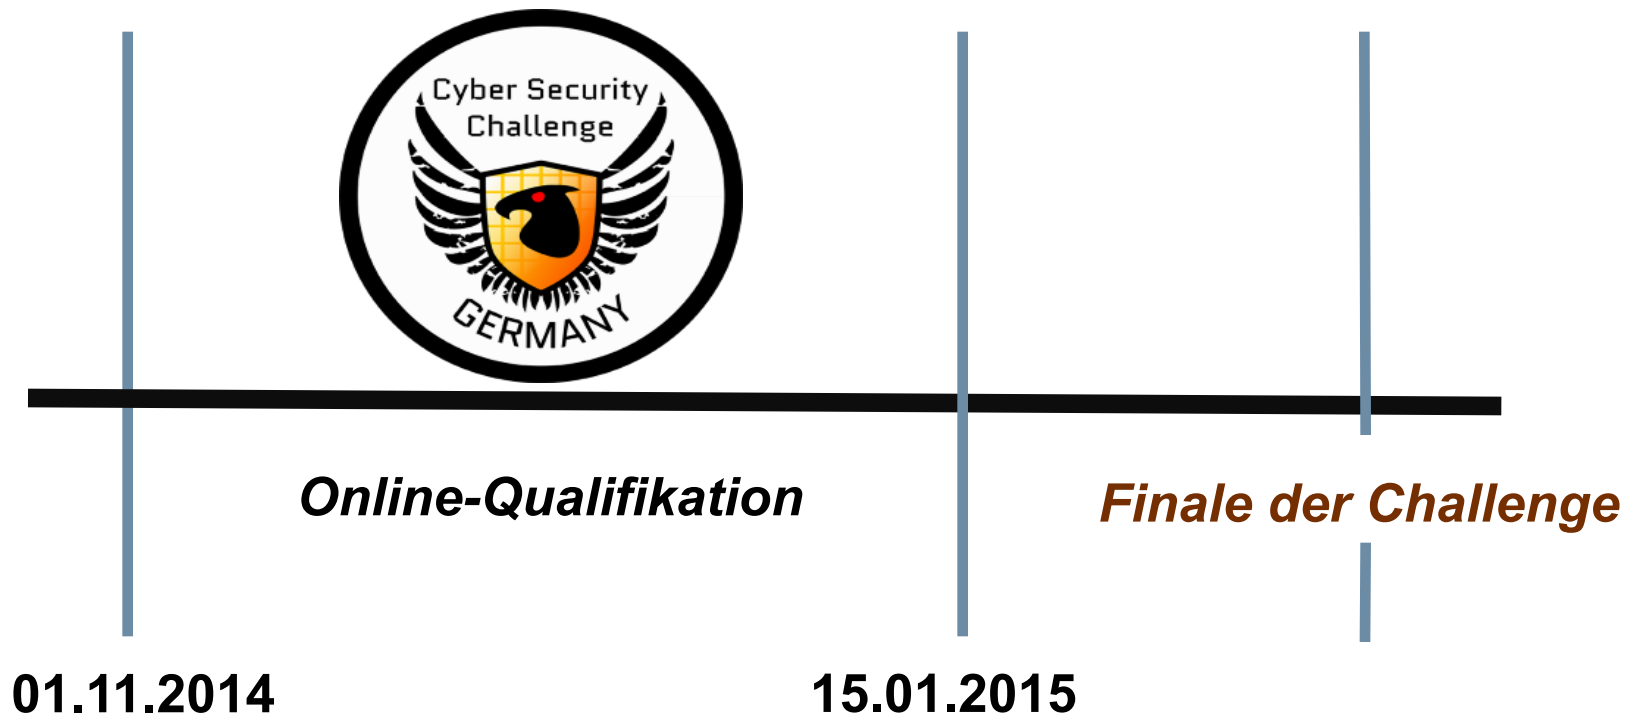 Cyber Security
Challenge
GERMANY
Online-Qualifikation
Finale der Challenge
01.11.2014
15.01.2015